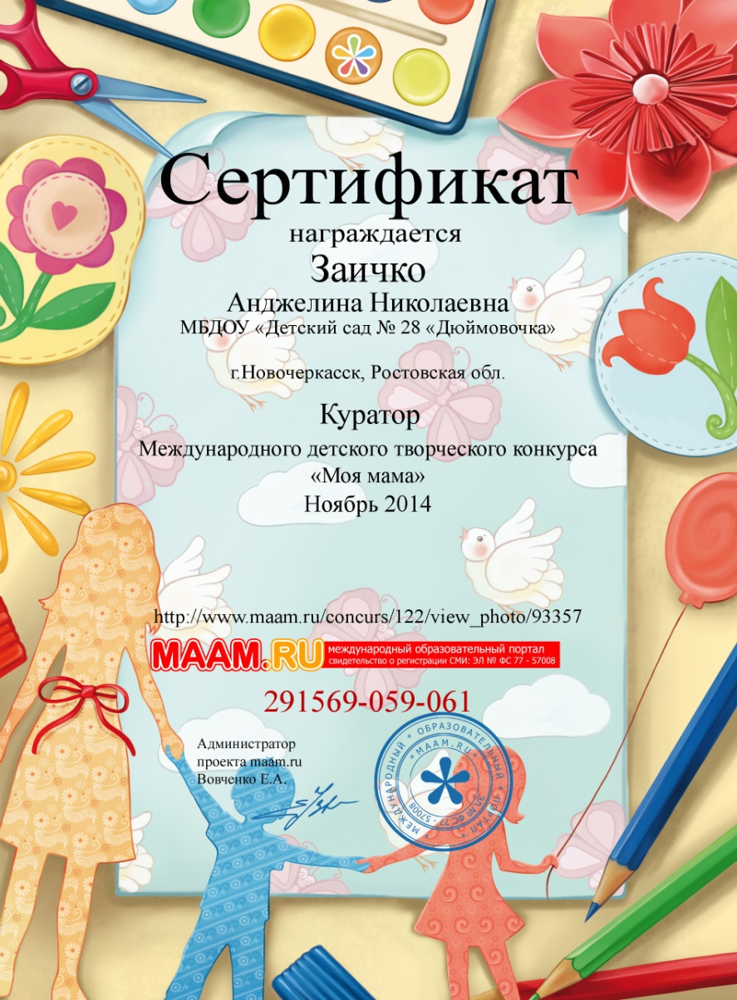 Сертификат
награждается
Заичко
Анджелина Николаевна
МБДОУ «Детский сад № 28 «Дюймовочка»
г.Новочеркасск, Ростовская обл.
Куратор
Международного детского творческого конкурса
«Моя мама»
Ноябрь 2014
http://www.maam.ru/concurs/122/view_photo/93357
MAAM.RU международный образовательный портал
свидетельство о регистрации СМИ: ЭЛ № ФС 77 - 57008
291569-059-061
Администратор
проекта maam.ru
Вовченко Е.А.
МЕЖДУНАРОДНЫЙ * ОБРАЗОВАТЕЛЬНЫЙ * ПОРТАЛ *
* MAAM.RU *
ЭЛ № ФС 77 - 57008